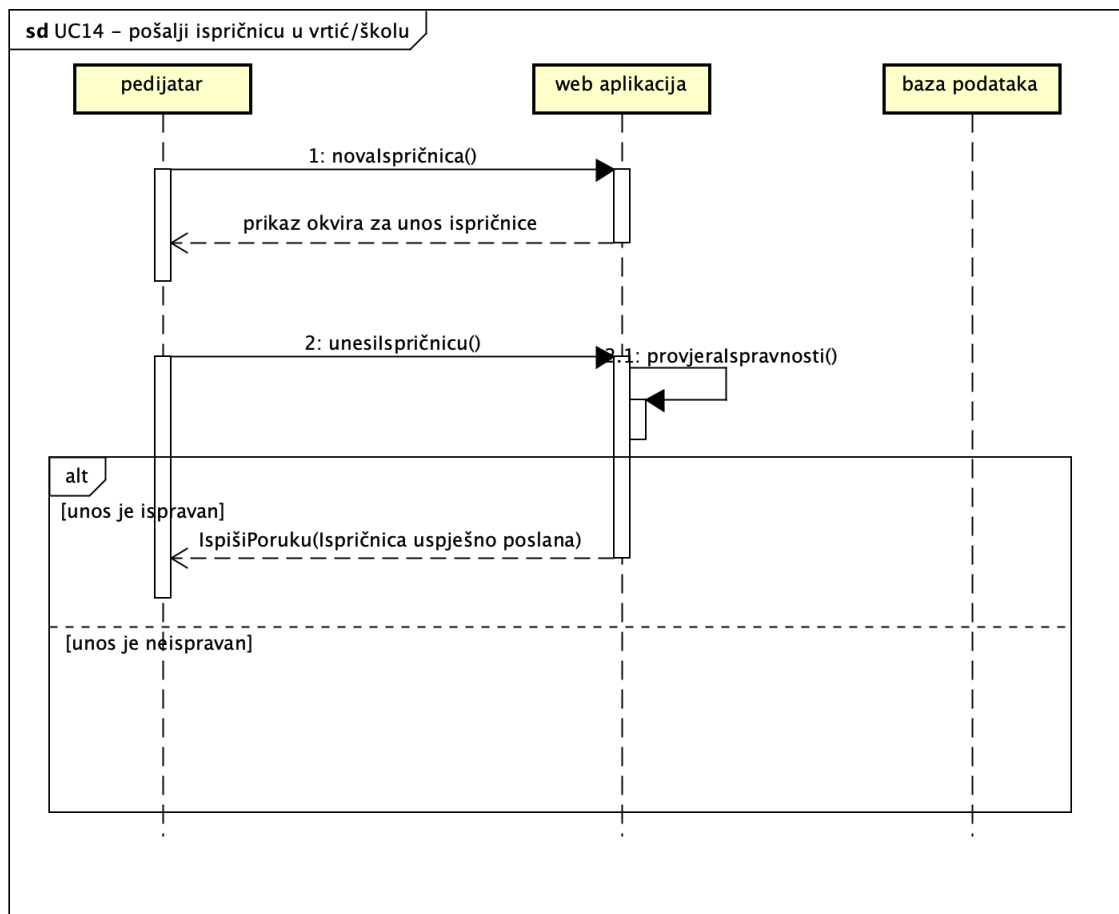 sd UC14 – pošalji ispričnicu u vrtić/školu
pedijatar
web aplikacija
baza podataka
1: novaIspričnica()
prikaz okvira za unos ispričnice
2: unesiIspričnicu()
2.1: provjeraIspravnosti()
alt
[unos je ispravan]
IspišiPoruku(Ispričnica uspješno poslana)
[unos je neispravan]